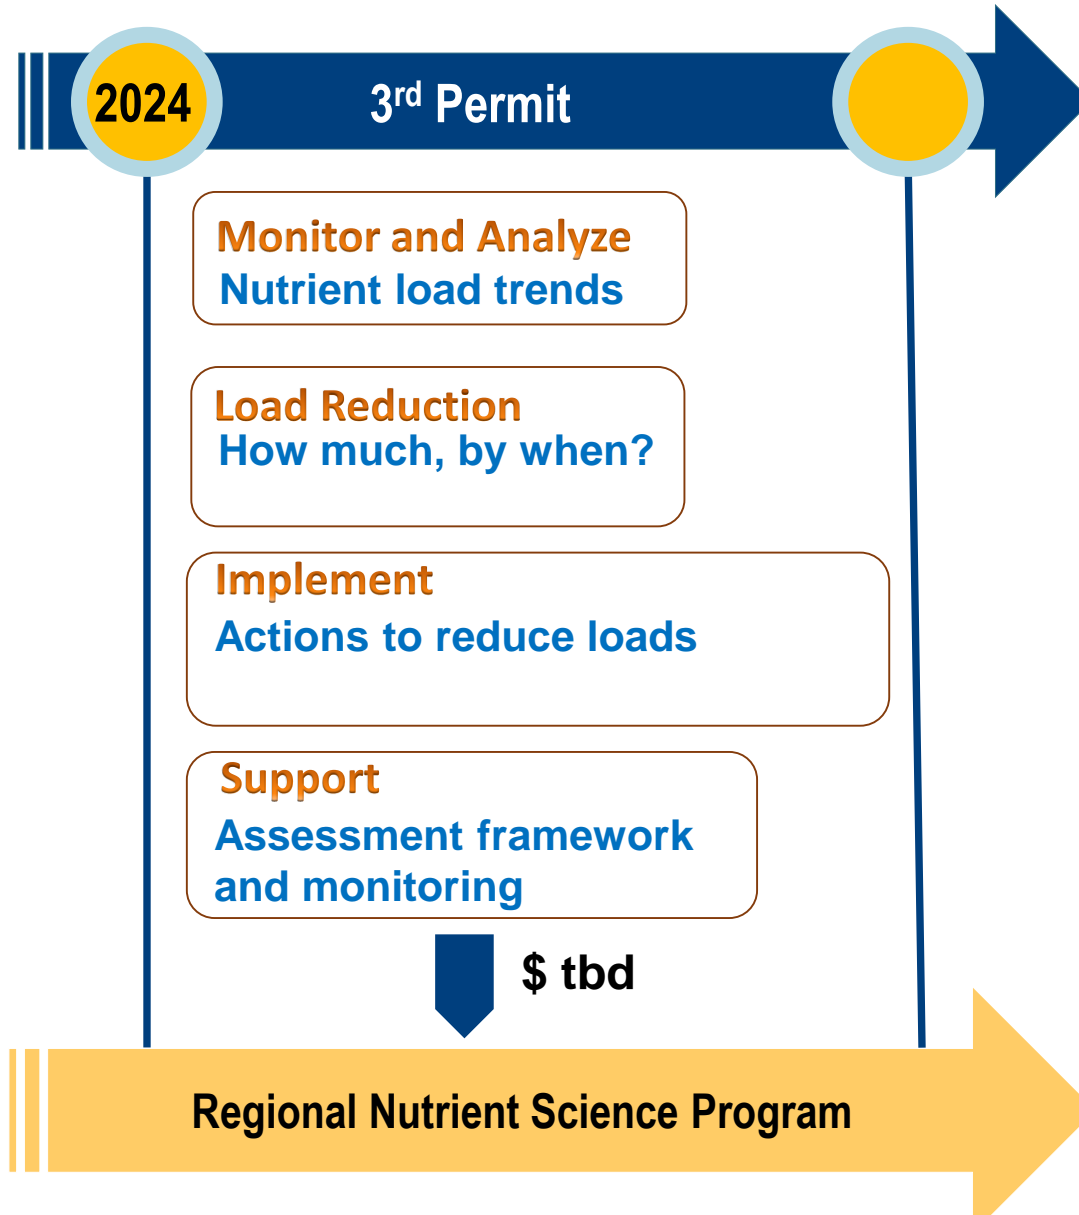 2024
3rd Permit
Monitor and Analyze
Nutrient load trends
Load Reduction
How much, by when?
Implement
Actions to reduce loads
Support
Assessment framework
and monitoring
$ tbd
Regional Nutrient Science Program